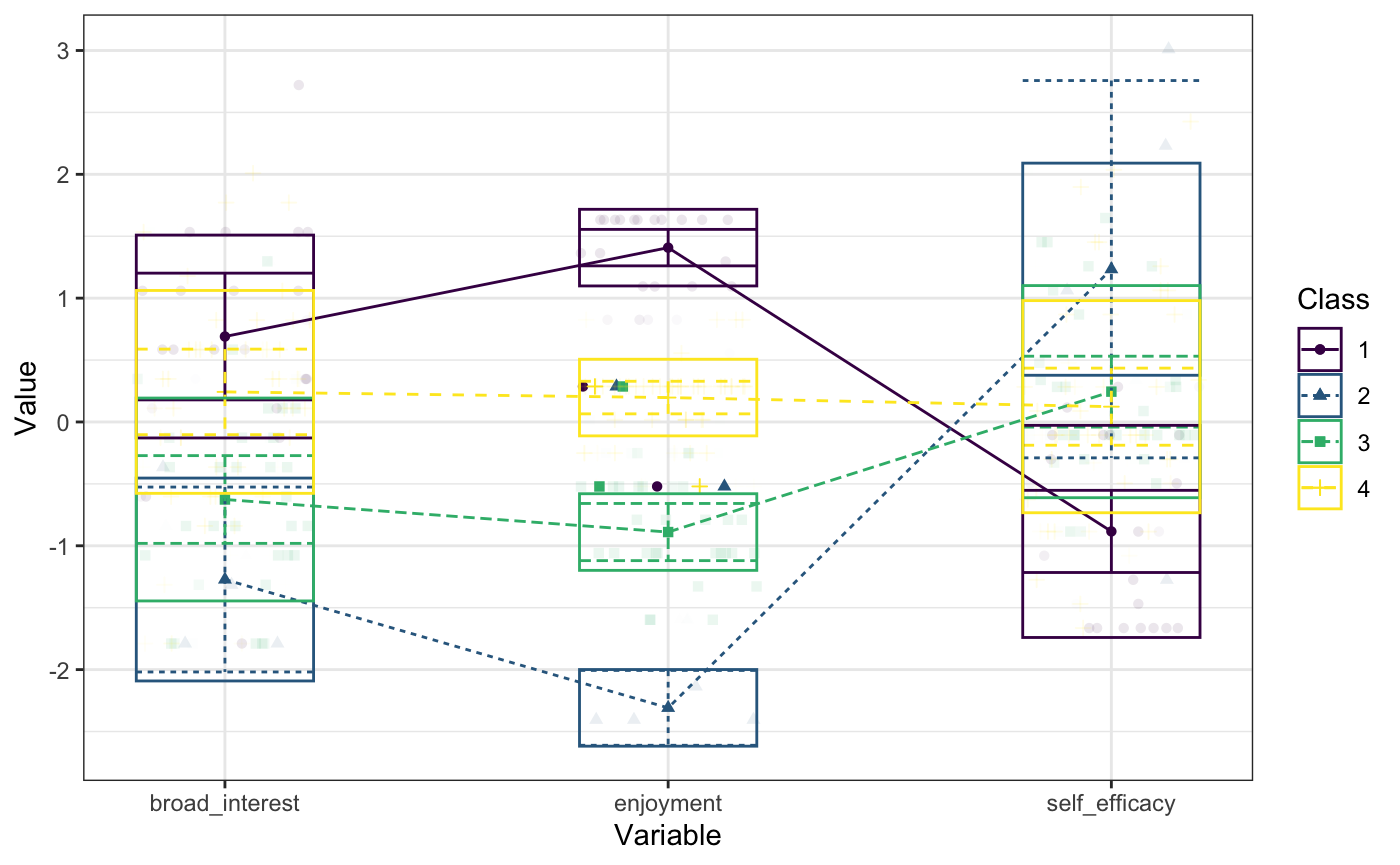 3
2
1
0
-1
-2
Value
broad_interest
enjoyment
self_efficacy
Variable
Class
1
2
3
4